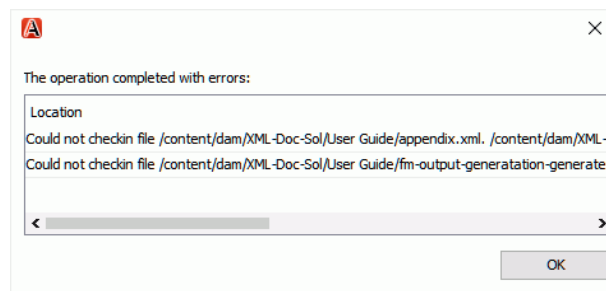 The operation completed with errors:
Location
Could not checkin file /content/dam/XML-Doc-Sol/User Guide/appendix.xml. /content/dam/XML-
Could not checkin file /content/dam/XML-Doc-Sol/User Guide/fm-output-generatation-generate
OK